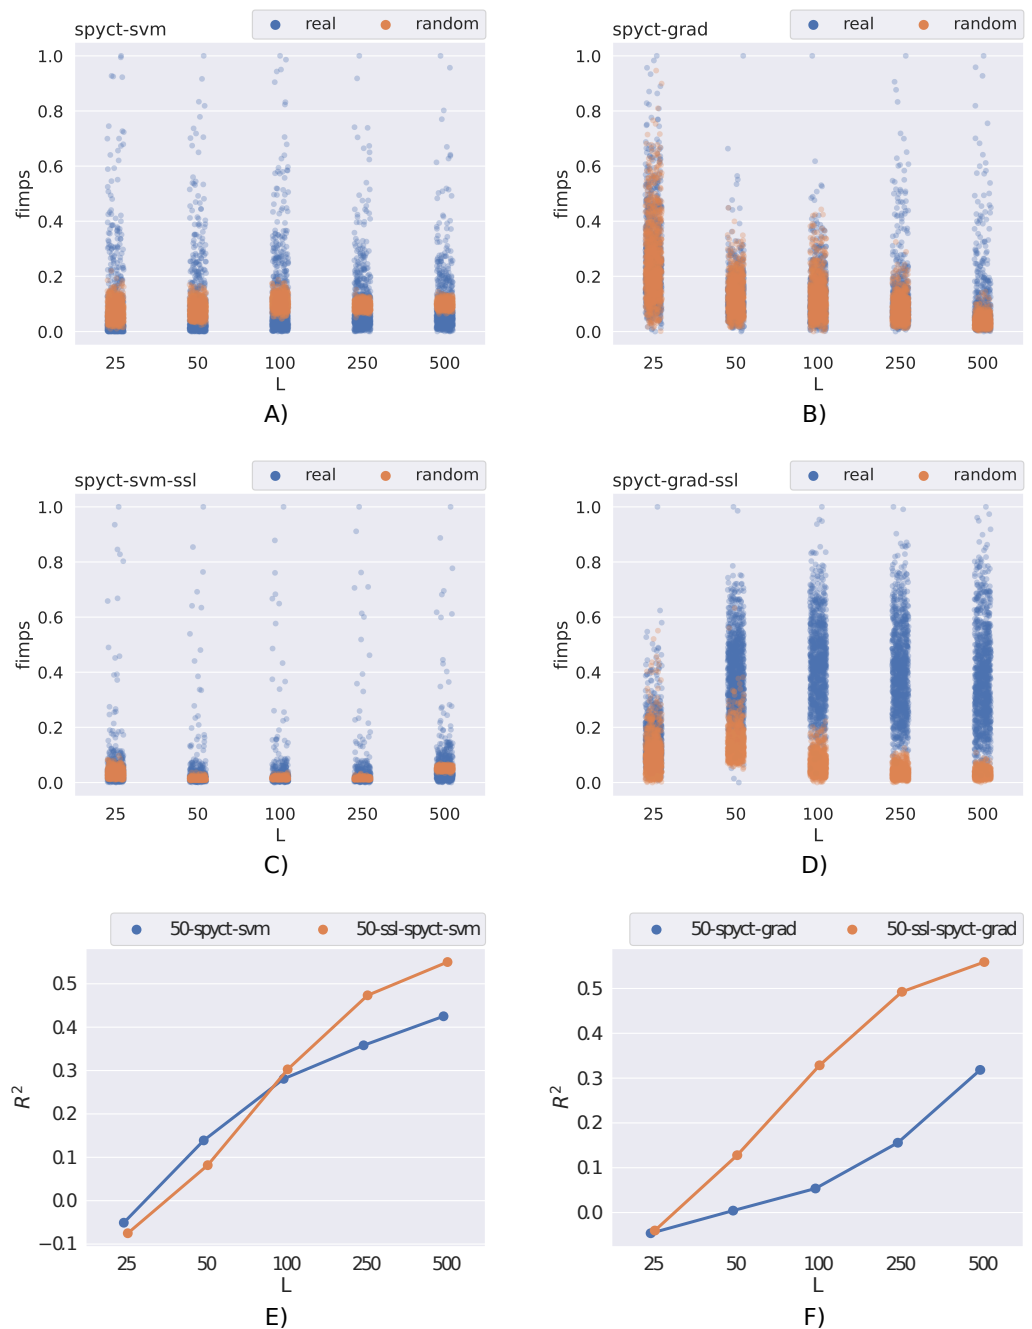 spyct-svm real random
fimps
1.0
0.8
0.6
0.4
0.2
0.0
25 50 100 250 500
L
A)
spyct-grad real random
fimps
1.0
0.8
0.6
0.4
0.2
0.0
25 50 100 250 500
L
B)
spyct-svm-ssl real random
fimps
1.0
0.8
0.6
0.4
0.2
0.0
25 50 100 250 500
L
C)
spyct-grad-ssl real random
fimps
1.0
0.8
0.6
0.4
0.2
0.0
25 50 100 250 500
L
D)
50-spyct-svm 50-ssl-spyct-svm
R²
0.5
0.4
0.3
0.2
0.1
0.0
−0.1
25 50 100 250 500
L
E)
50-spyct-grad 50-ssl-spyct-grad
R²
0.5
0.4
0.3
0.2
0.1
0.0
25 50 100 250 500
L
F)